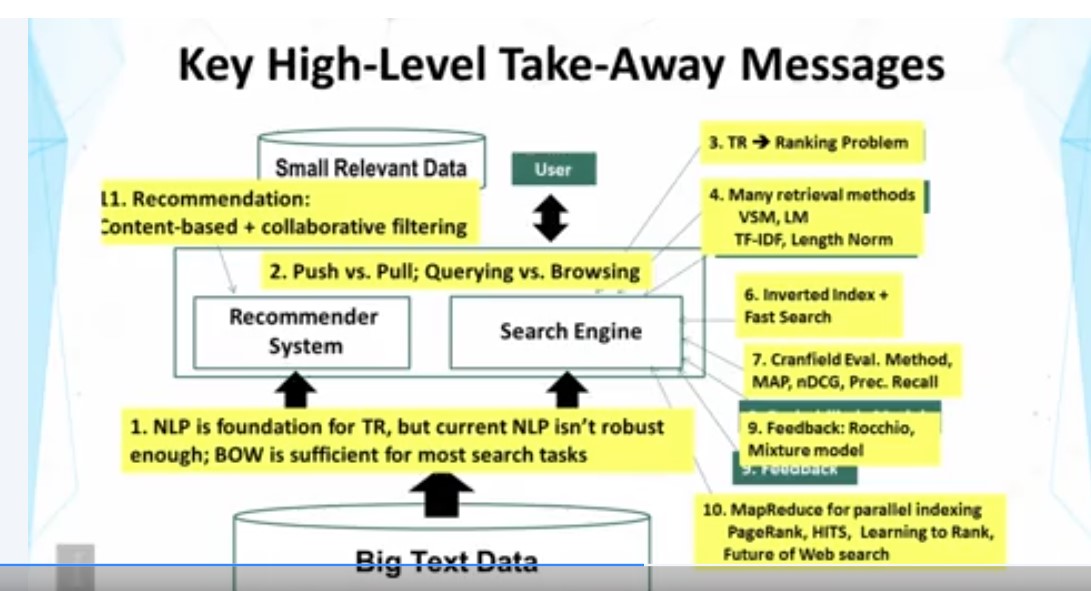 Key High-Level Take-Away Messages
Small Relevant Data
User
3. TR ➔ Ranking Problem
11. Recommendation:
Content-based + collaborative filtering
4. Many retrieval methods
VSM, LM
TF-IDF, Length Norm
2. Push vs. Pull; Querying vs. Browsing
Recommender
System
Search Engine
6. Inverted Index +
Fast Search
7. Cranfield Eval. Method,
MAP, nDCG, Prec. Recall
1. NLP is foundation for TR, but current NLP isn't robust
enough; BOW is sufficient for most search tasks
9. Feedback: Rocchio,
Mixture model
9. Feedback
10. MapReduce for parallel indexing
PageRank, HITS, Learning to Rank,
Future of Web search
Big Text Data